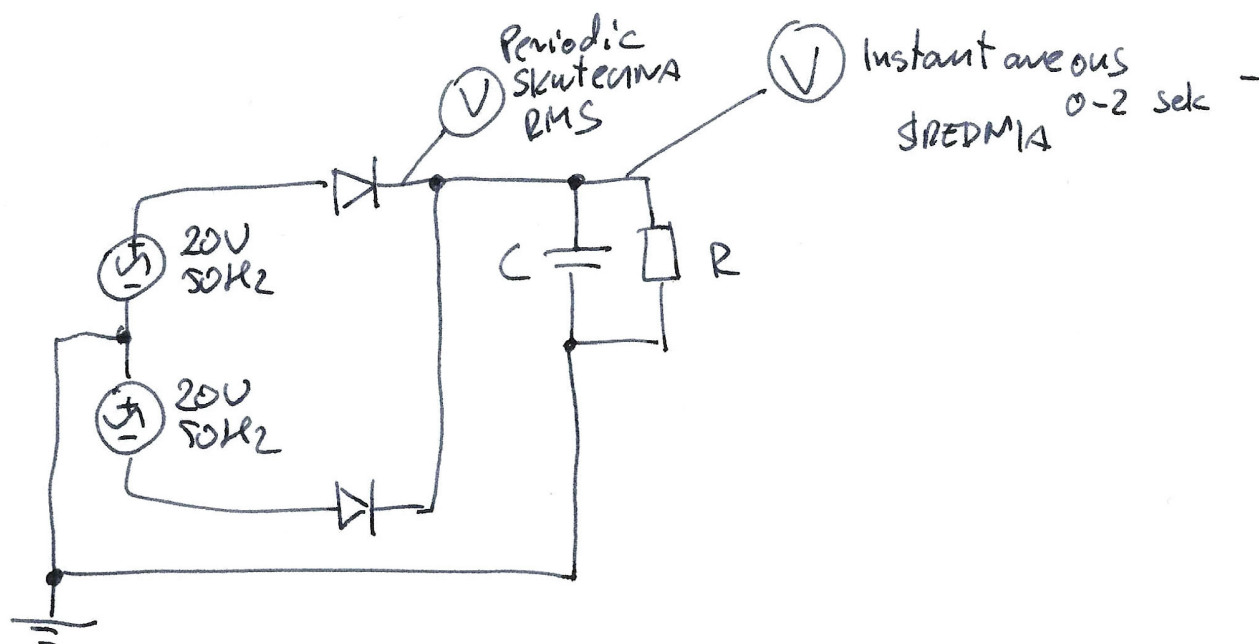 Periodic
SKUTECZNA
RMS
V
V
Instantaneous
0-2 sek
ŚREDNIA
20V
50Hz
C
R
20V
50Hz